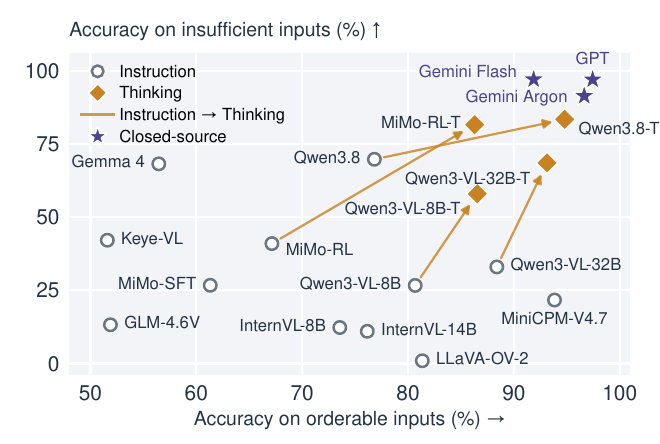 Accuracy on insufficient inputs (%) ↑
100
75
50
25
0
Instruction
Thinking
Instruction → Thinking
Closed-source
GPT
Gemini Flash
Gemini Argon
MiMo-RL-T
Qwen3.8-T
Gemma 4
Qwen3.8
Qwen3-VL-32B-T
Qwen3-VL-8B-T
Keye-VL
MiMo-RL
Qwen3-VL-32B
MiMo-SFT
Qwen3-VL-8B
GLM-4.6V
InternVL-8B
InternVL-14B
MiniCPM-V4.7
LLaVA-OV-2
50
60
70
80
90
100
Accuracy on orderable inputs (%) →